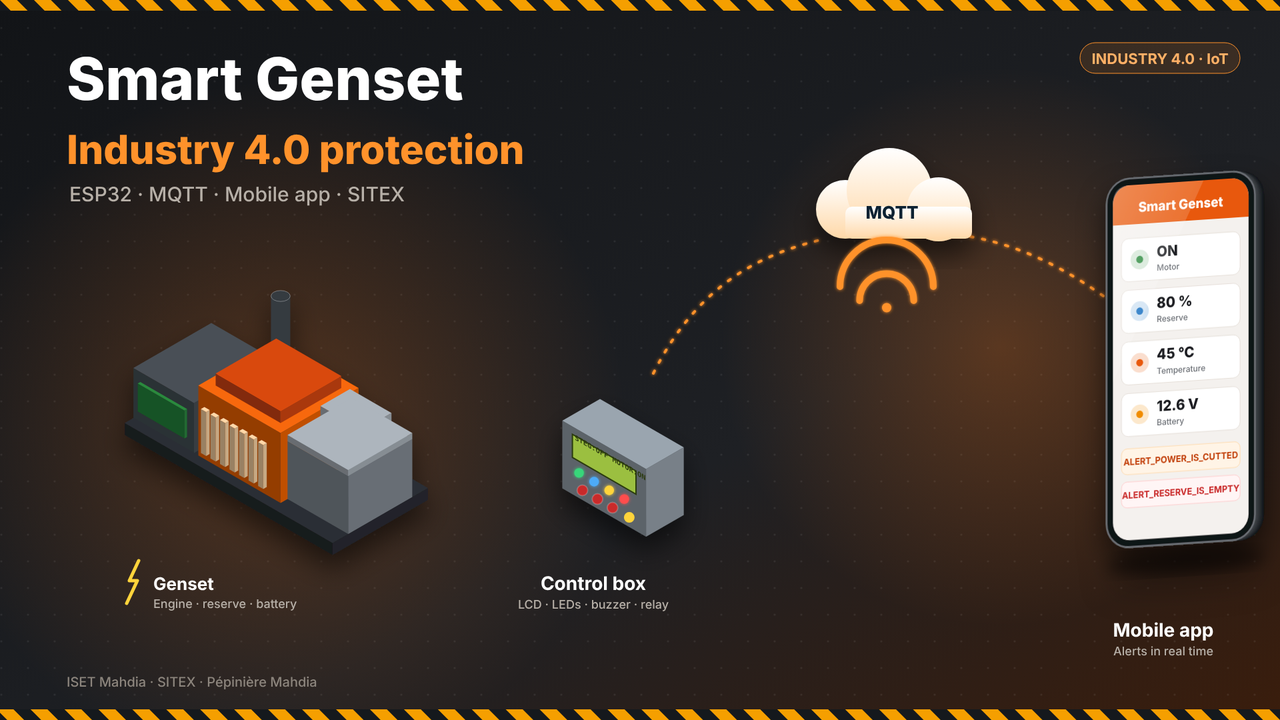 Smart Genset
INDUSTRY 4.0 · IoT
Industry 4.0 protection
ESP32 · MQTT · Mobile app · SITEX
MQTT
Smart Genset
ON
Motor
80 %
Reserve
45 °C
Temperature
12.6 V
Battery
ALERT_POWER_IS_CUTTED
ALERT_RESERVE_IS_EMPTY
Genset
Engine · reserve · battery
Control box
LCD · LEDs · buzzer · relay
Mobile app
Alerts in real time
ISET Mahdia · SITEX · Pépinière Mahdia